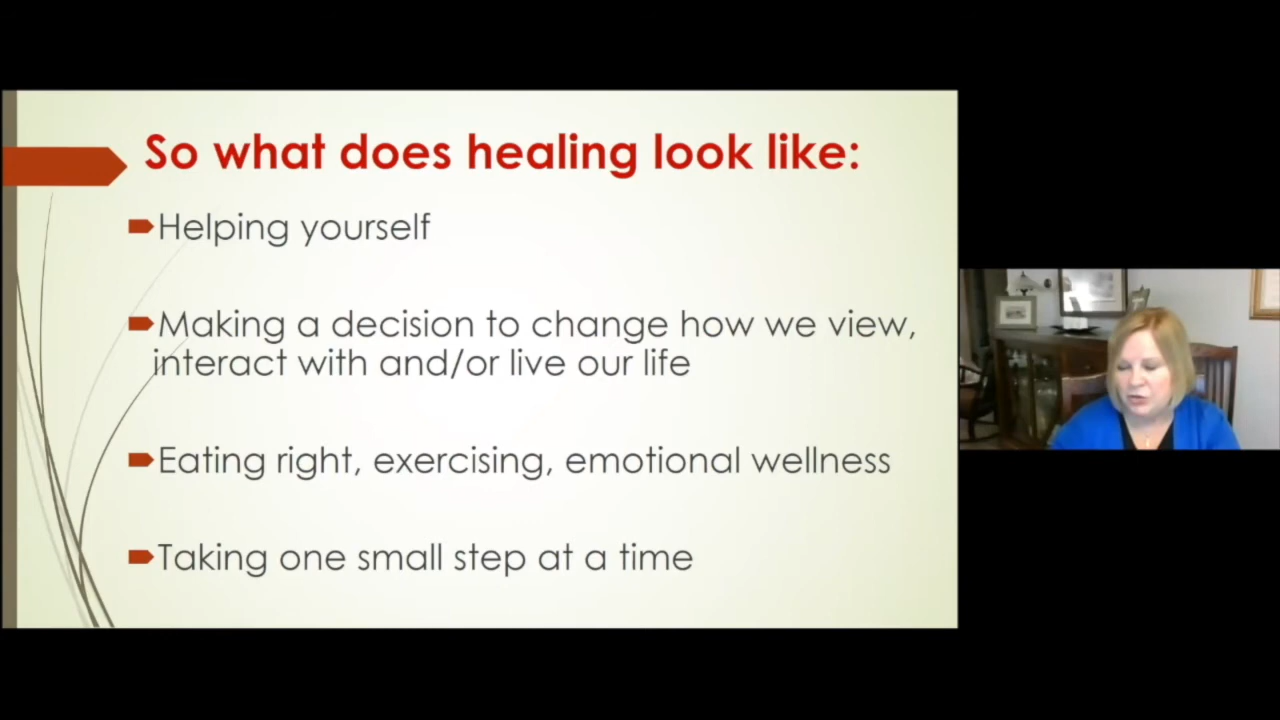 So what does healing look like:
Helping yourself
Making a decision to change how we view,
interact with and/or live our life
Eating right, exercising, emotional wellness
Taking one small step at a time